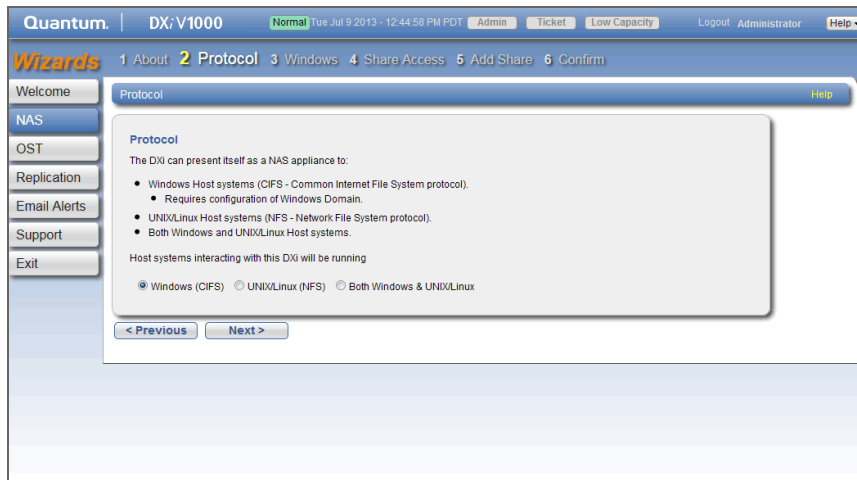 Quantum. DXi V1000 Normal Tue Jul 9 2013 - 12:44:58 PM PDT Admin Ticket Low Capacity Logout Administrator Help
Wizards 1 About 2 Protocol 3 Windows 4 Share Access 5 Add Share 6 Confirm
Welcome
NAS
OST
Replication
Email Alerts
Support
Exit
Protocol Help
Protocol
The DXi can present itself as a NAS appliance to:
Windows Host systems (CIFS - Common Internet File System protocol).
Requires configuration of Windows Domain.
UNIX/Linux Host systems (NFS - Network File System protocol).
Both Windows and UNIX/Linux Host systems.
Host systems interacting with this DXi will be running
Windows (CIFS) UNIX/Linux (NFS) Both Windows & UNIX/Linux
< Previous Next >